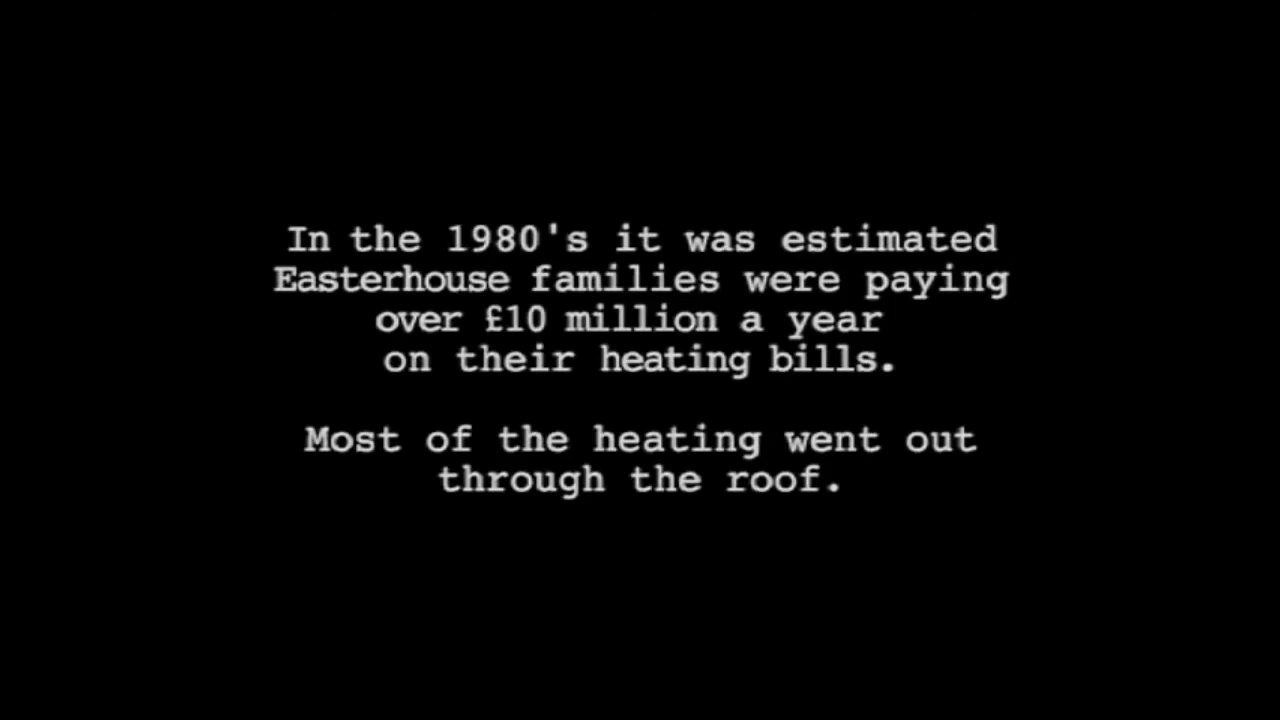 In the 1980's it was estimated
Easterhouse families were paying
over £10 million a year
on their heating bills.
Most of the heating went out
through the roof.